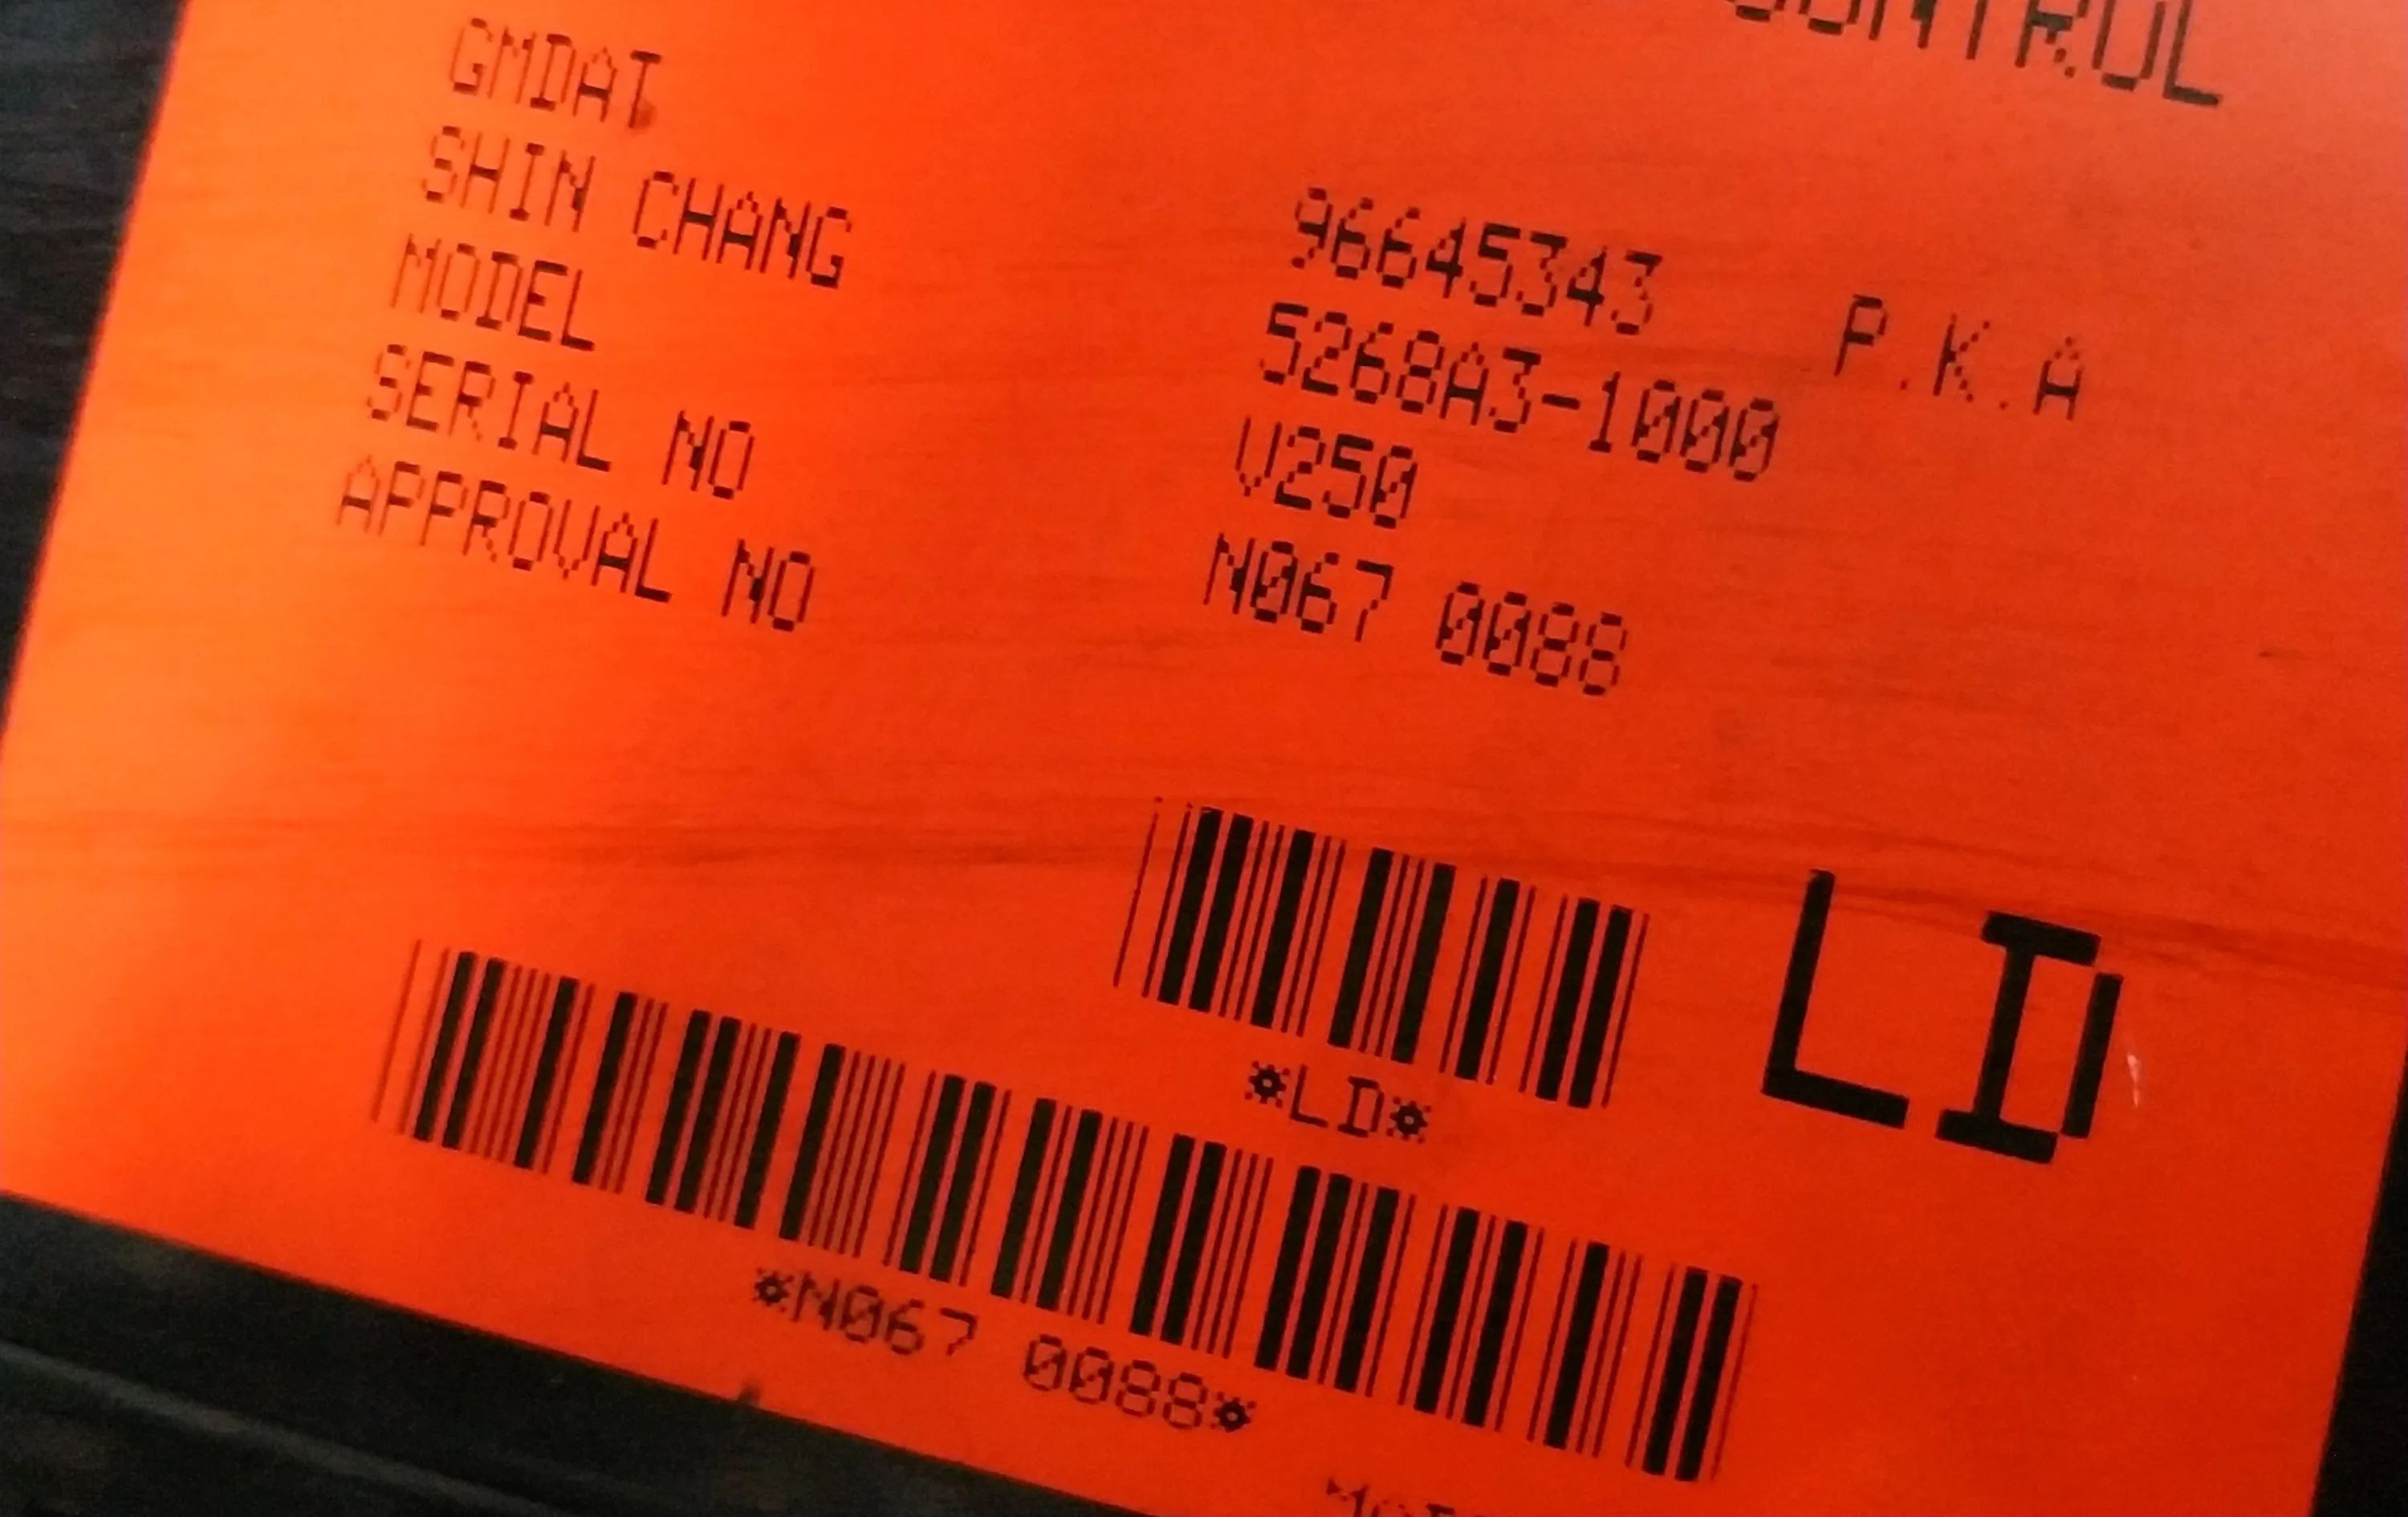 CONTROL
GMDAT 96645343 P.K.A
SHIN CHANG 5268A3-1000
MODEL V250
SERIAL NO N067 0088
APPROVAL NO
LD
*LD*
*N067 0088*